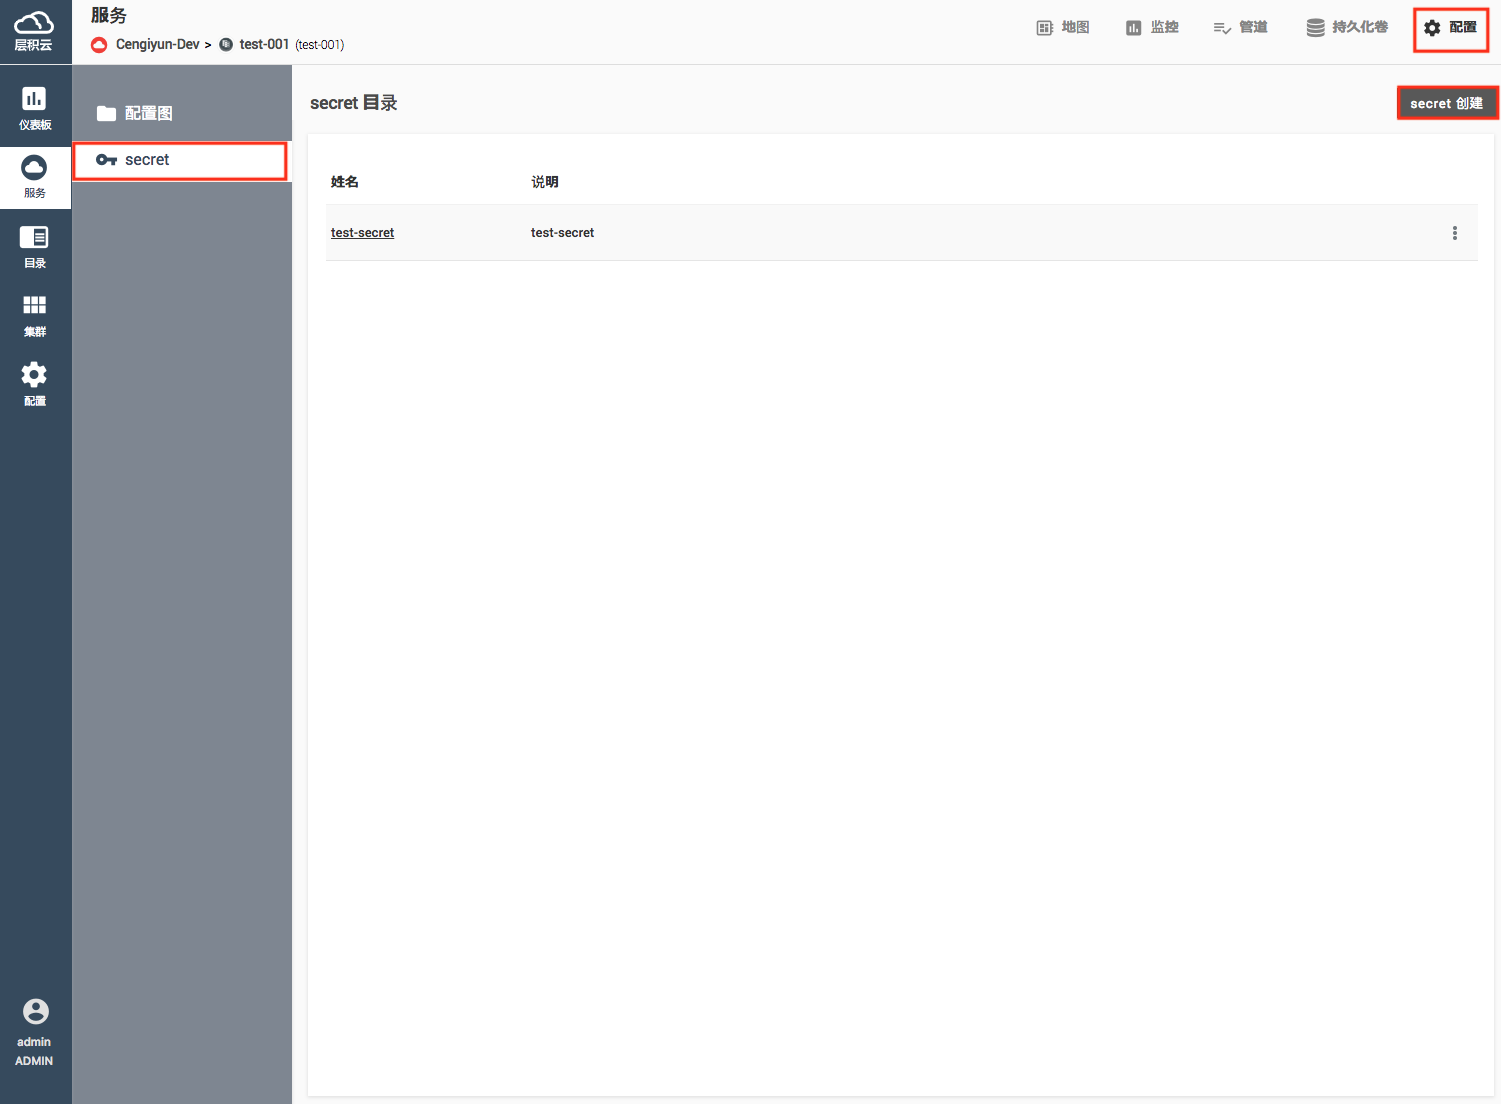 层积云
服务
Cengiyun-Dev > test-001 (test-001)
地图
监控
管道
持久化卷
配置
仪表板
服务
目录
集群
配置
admin
ADMIN
配置图
secret
secret 目录
secret 创建
姓名 说明
test-secret test-secret